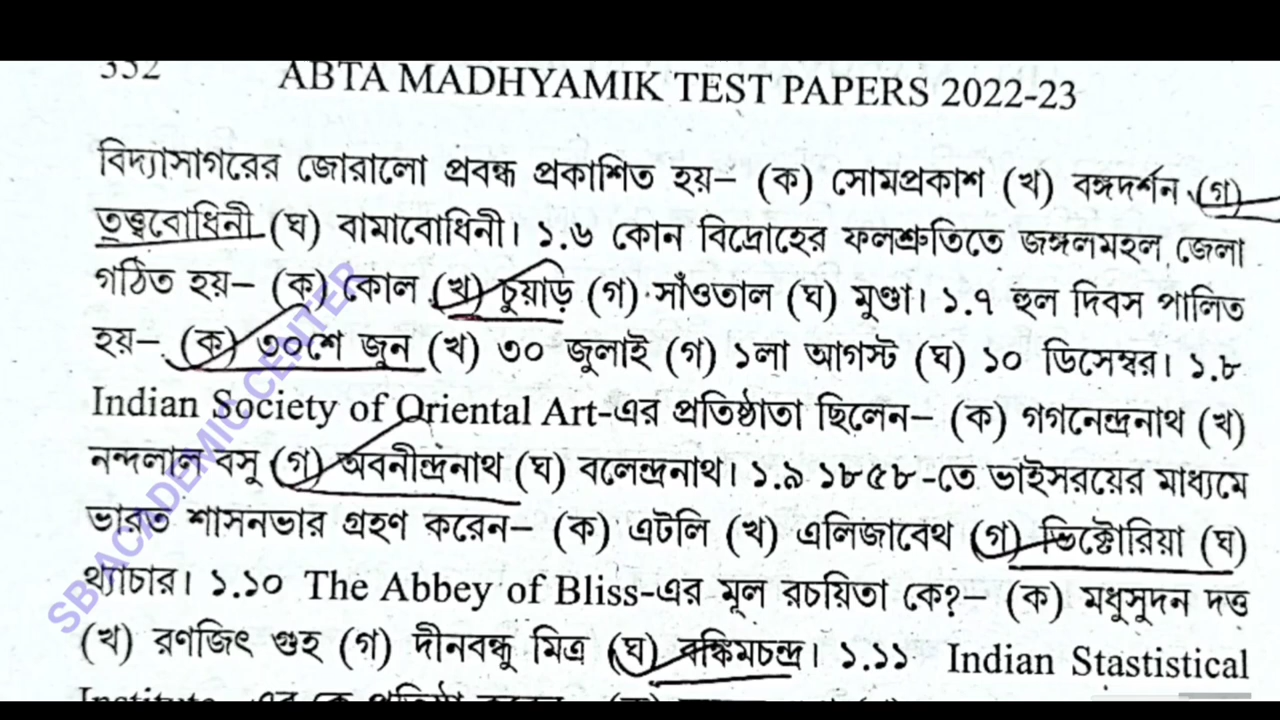 332
ABTA MADHYAMIK TEST PAPERS 2022-23
বিদ্যাসাগরের জোরালো প্রবন্ধ প্রকাশিত হয়– (ক) সোমপ্রকাশ (খ) বঙ্গদর্শন (গ)
তত্ত্ববোধিনী (ঘ) বামাবোধিনী। ১.৬ কোন বিদ্রোহের ফলশ্রুতিতে জঙ্গলমহল জেলা
গঠিত হয়– (ক) কোল (খ) চুয়াড় (গ) সাঁওতাল (ঘ) মুণ্ডা। ১.৭ হুল দিবস পালিত
হয়– (ক) ৩০শে জুন (খ) ৩০ জুলাই (গ) ১লা আগস্ট (ঘ) ১০ ডিসেম্বর। ১.৮
Indian Society of Oriental Art-এর প্রতিষ্ঠাতা ছিলেন– (ক) গগনেন্দ্রনাথ (খ)
নন্দলাল বসু (গ) অবনীন্দ্রনাথ (ঘ) বলেন্দ্রনাথ। ১.৯ ১৮৫৮-তে ভাইসরয়ের মাধ্যমে
ভারত শাসনভার গ্রহণ করেন– (ক) এটলি (খ) এলিজাবেথ (গ) ভিক্টোরিয়া (ঘ)
থ্যাচার। ১.১০ The Abbey of Bliss-এর মূল রচয়িতা কে?– (ক) মধুসুদন দত্ত
(খ) রণজিৎ গুহ (গ) দীনবন্ধু মিত্র (ঘ) বঙ্কিমচন্দ্র। ১.১১ Indian Stastistical
SB ACADEMIC CENTER